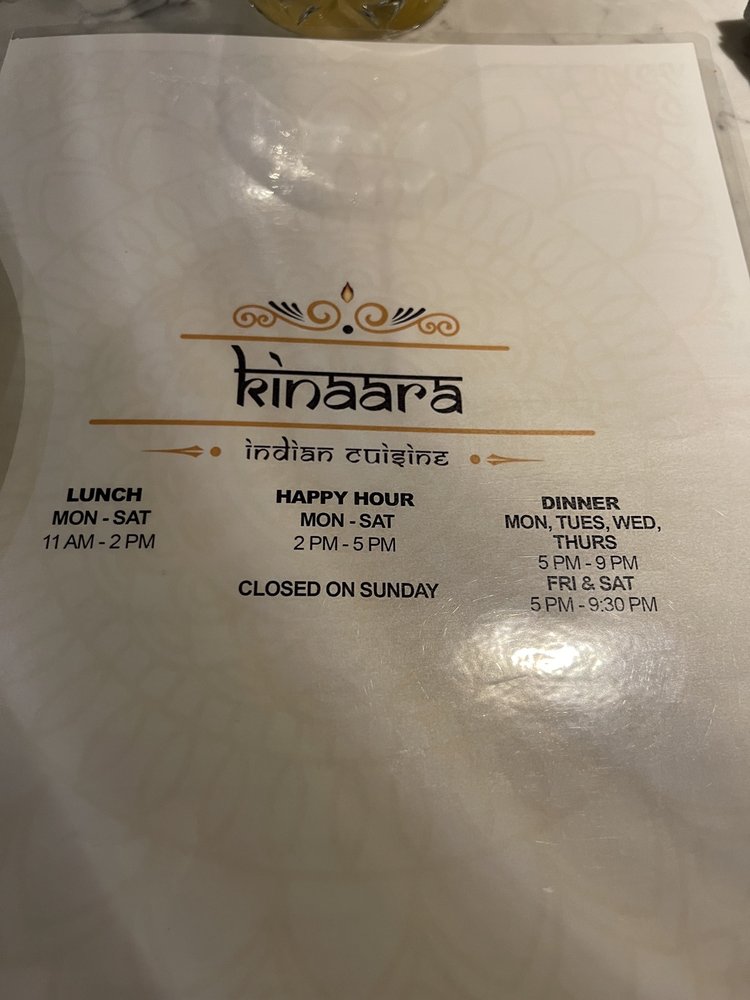 kinaara
indian cuisine
LUNCH
MON - SAT
11 AM - 2 PM
HAPPY HOUR
MON - SAT
2 PM - 5 PM
CLOSED ON SUNDAY
DINNER
MON, TUES, WED,
THURS
5 PM - 9 PM
FRI & SAT
5 PM - 9:30 PM